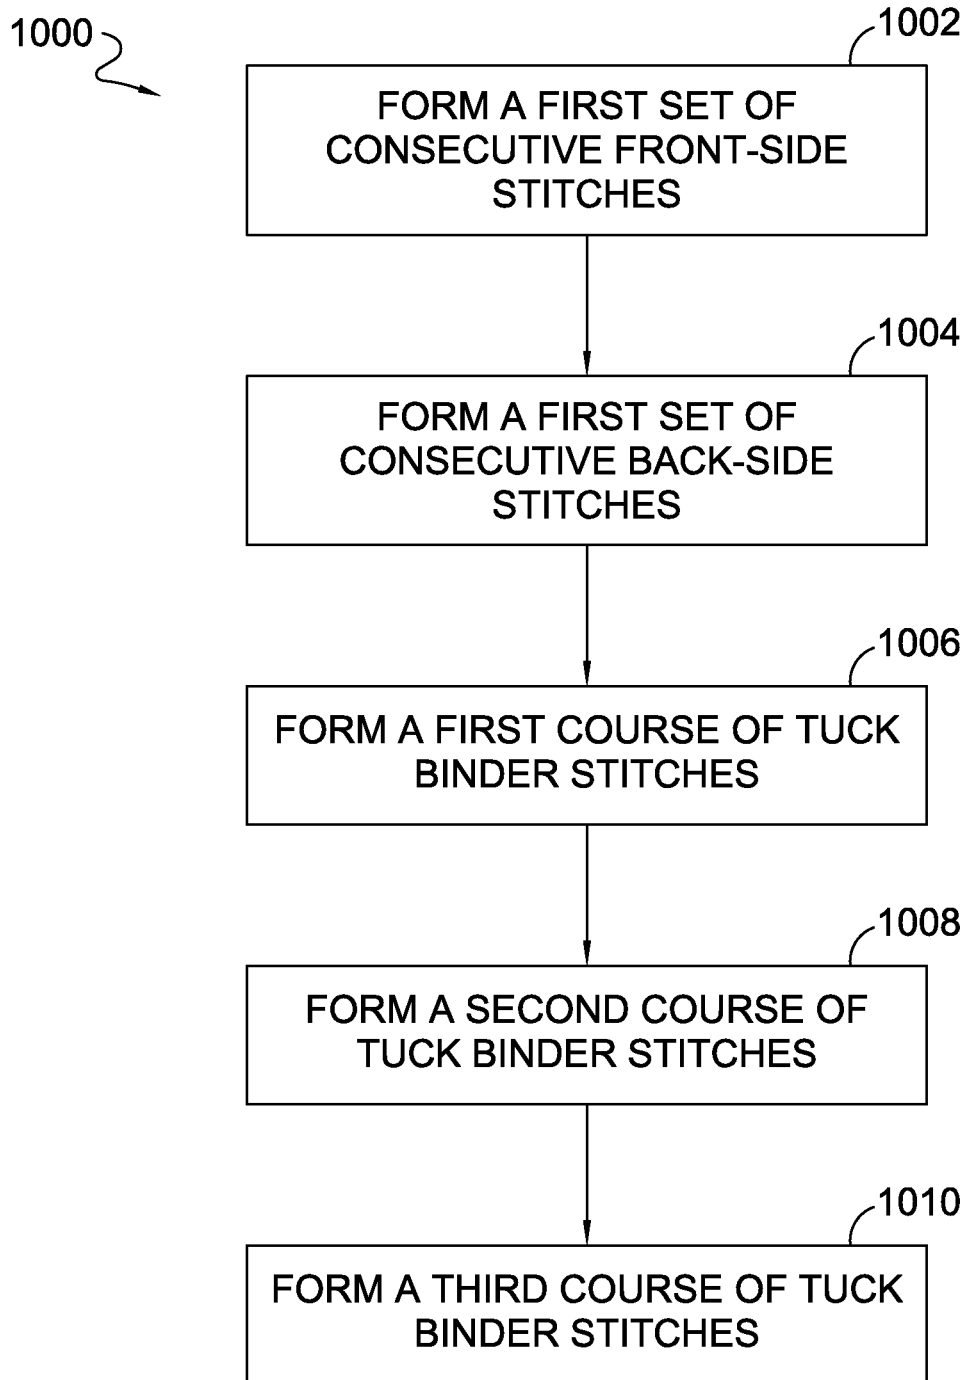 1000
1002
FORM A FIRST SET OF
CONSECUTIVE FRONT-SIDE
STITCHES
1004
FORM A FIRST SET OF
CONSECUTIVE BACK-SIDE
STITCHES
1006
FORM A FIRST COURSE OF TUCK
BINDER STITCHES
1008
FORM A SECOND COURSE OF
TUCK BINDER STITCHES
1010
FORM A THIRD COURSE OF TUCK
BINDER STITCHES